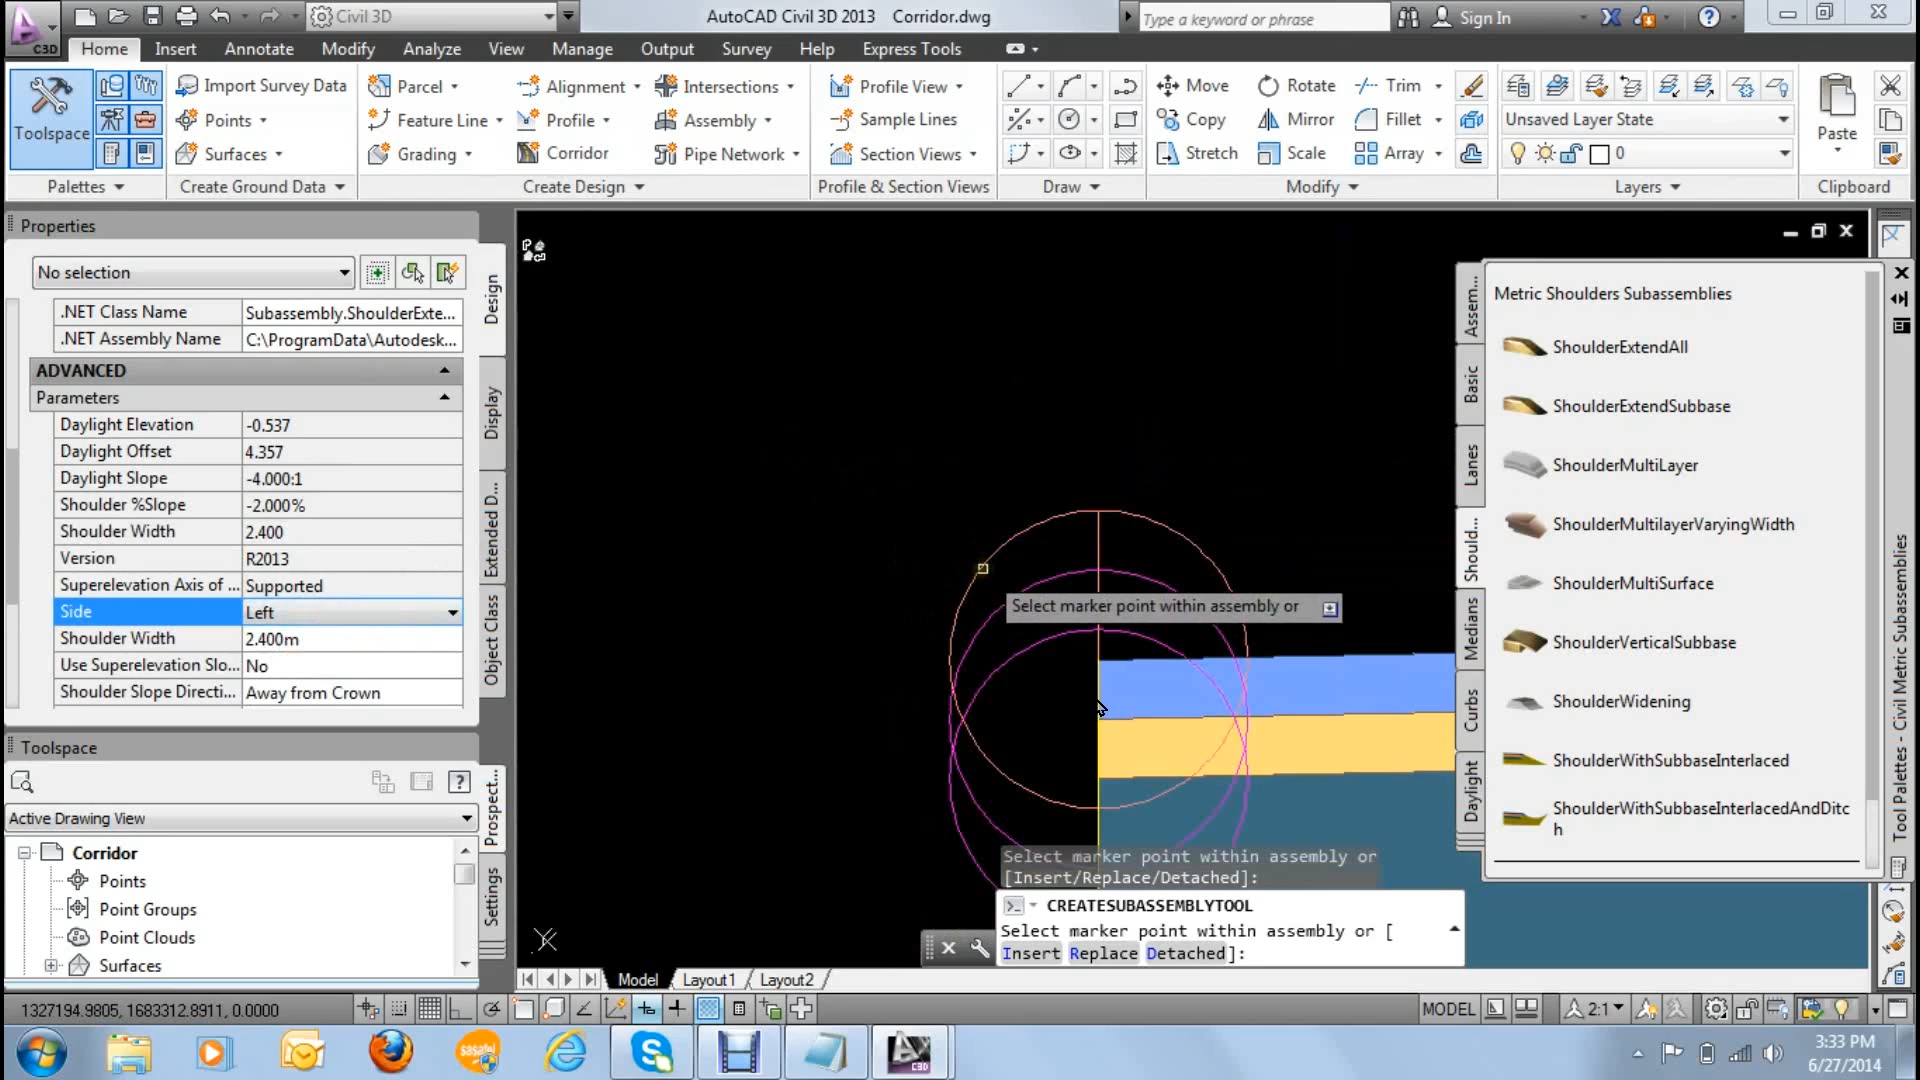 Civil 3D
AutoCAD Civil 3D 2013 Corridor.dwg
Type a keyword or phrase
Sign In
C3D
Home Insert Annotate Modify Analyze View Manage Output Survey Help Express Tools
Toolspace
Import Survey Data
Points
Surfaces
Parcel
Feature Line
Grading
Alignment
Profile
Corridor
Intersections
Assembly
Pipe Network
Profile View
Sample Lines
Section Views
Move
Copy
Stretch
Rotate
Mirror
Scale
Trim
Fillet
Array
Unsaved Layer State
0
Paste
Palettes
Create Ground Data
Create Design
Profile & Section Views
Draw
Modify
Layers
Clipboard
Properties
No selection
.NET Class Name Subassembly.ShoulderExte...
.NET Assembly Name C:\ProgramData\Autodesk...
ADVANCED
Parameters
Daylight Elevation -0.537
Daylight Offset 4.357
Daylight Slope -4.000:1
Shoulder %Slope -2.000%
Shoulder Width 2.400
Version R2013
Superelevation Axis of ... Supported
Side Left
Shoulder Width 2.400m
Use Superelevation Slo... No
Shoulder Slope Directi... Away from Crown
Design
Display
Extended D...
Object Class
Toolspace
Active Drawing View
Corridor
Points
Point Groups
Point Clouds
Surfaces
Prospect...
Settings
Select marker point within assembly or
Select marker point within assembly or
[Insert/Replace/Detached]:
CREATESUBASSEMBLYTOOL
Select marker point within assembly or [
Insert Replace Detached]:
Model Layout1 Layout2
Assem...
Basic
Lanes
Should...
Medians
Curbs
Daylight
Metric Shoulders Subassemblies
ShoulderExtendAll
ShoulderExtendSubbase
ShoulderMultiLayer
ShoulderMultilayerVaryingWidth
ShoulderMultiSurface
ShoulderVerticalSubbase
ShoulderWidening
ShoulderWithSubbaseInterlaced
ShoulderWithSubbaseInterlacedAndDitc
h
Tool Palettes - Civil Metric Subassemblies
1327194.9805, 1683312.8911, 0.0000
MODEL
2:1
sasatel
C3D
3:33 PM
6/27/2014